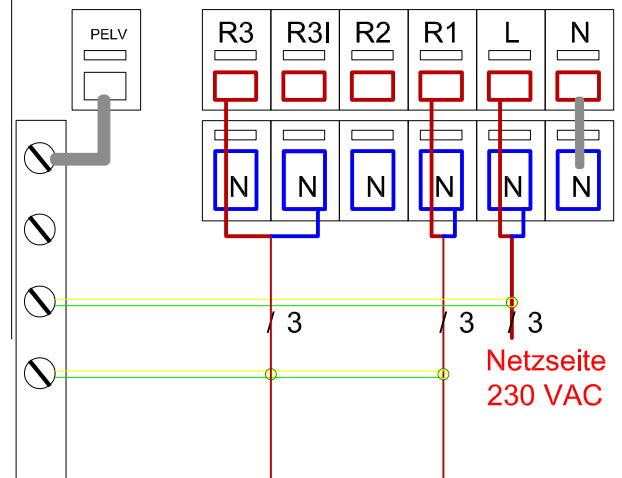 PELV R3 R3I R2 R1 L N
N N N N N N
/ 3 / 3 / 3
Netzseite
230 VAC